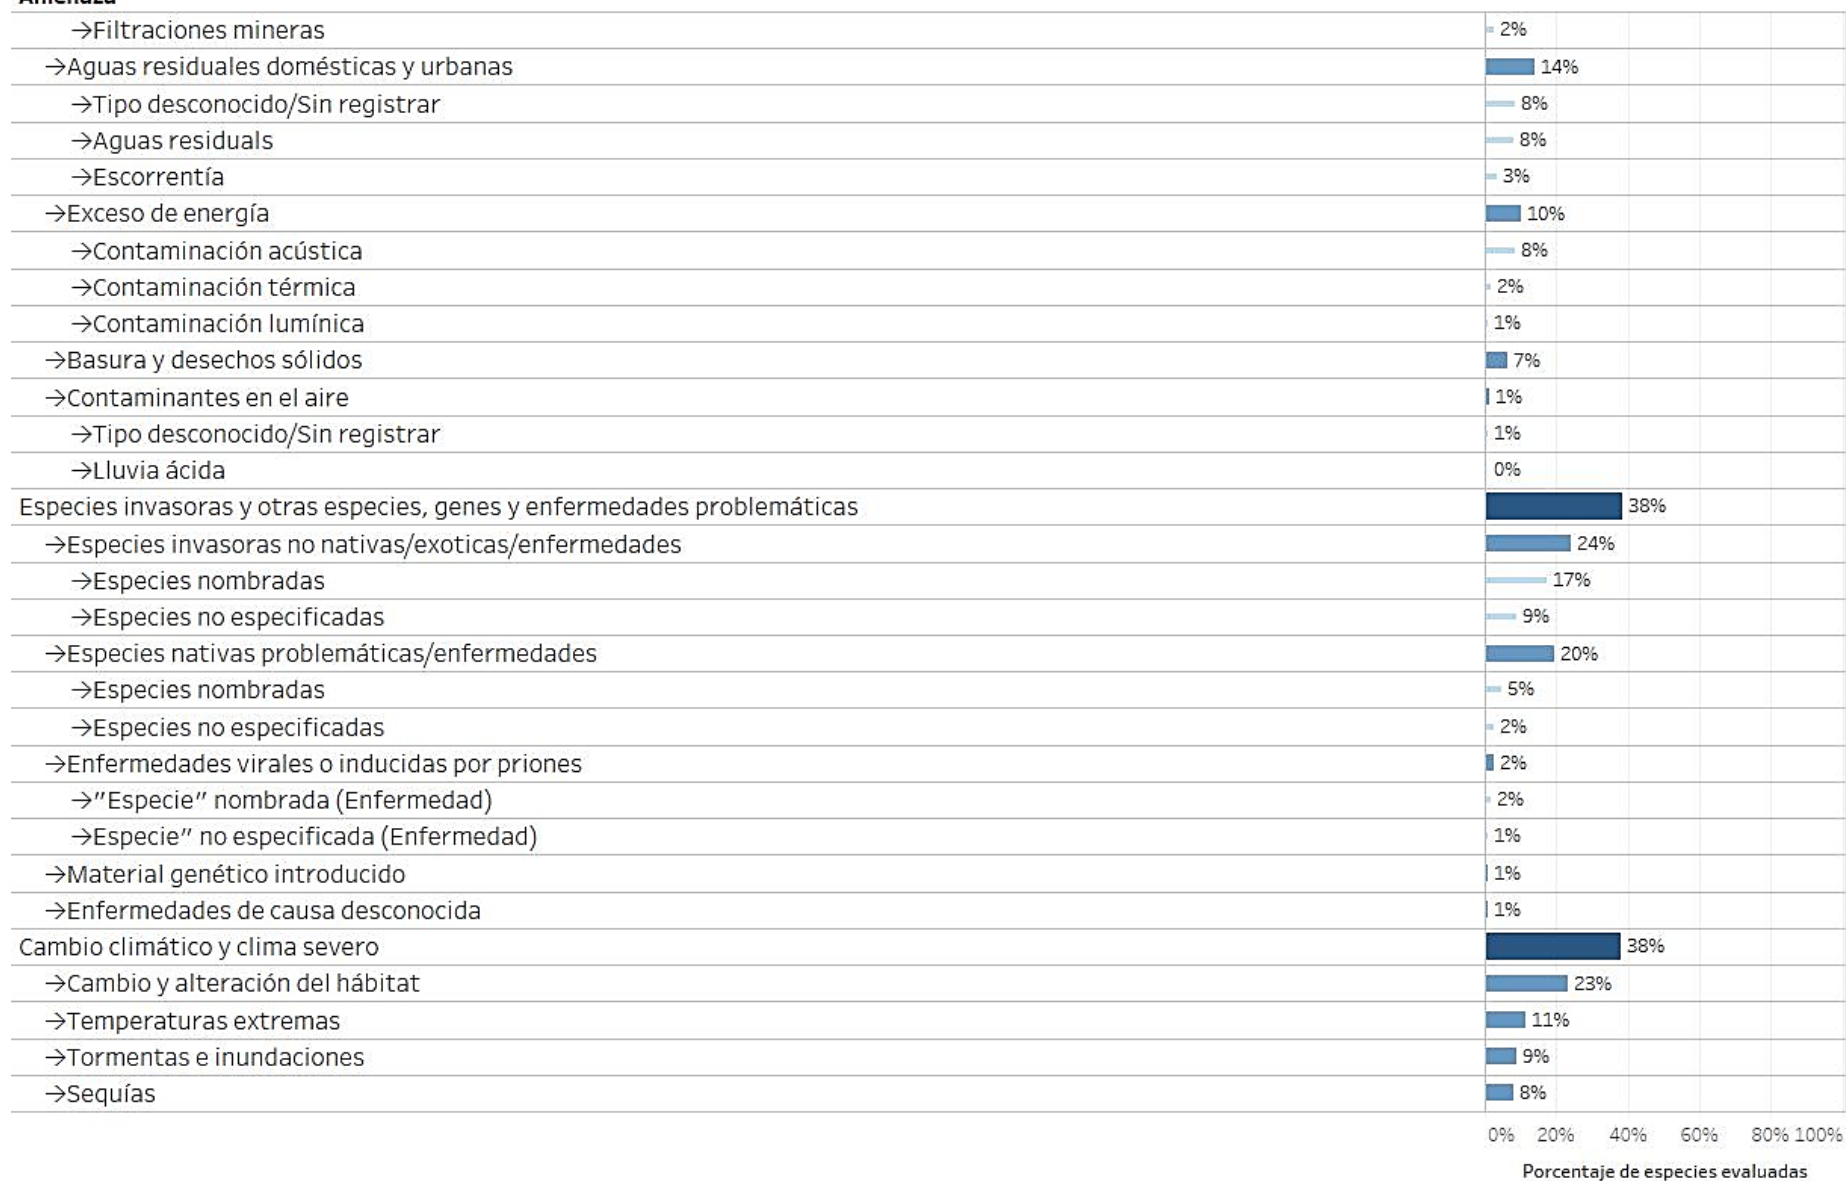 Amenaza
→Filtraciones mineras 2%
→Aguas residuales domésticas y urbanas 14%
→Tipo desconocido/Sin registrar 8%
→Aguas residuals 8%
→Escorrentía 3%
→Exceso de energía 10%
→Contaminación acústica 8%
→Contaminación térmica 2%
→Contaminación lumínica 1%
→Basura y desechos sólidos 7%
→Contaminantes en el aire 1%
→Tipo desconocido/Sin registrar 1%
→Lluvia ácida 0%
Especies invasoras y otras especies, genes y enfermedades problemáticas 38%
→Especies invasoras no nativas/exoticas/enfermedades 24%
→Especies nombradas 17%
→Especies no especificadas 9%
→Especies nativas problemáticas/enfermedades 20%
→Especies nombradas 5%
→Especies no especificadas 2%
→Enfermedades virales o inducidas por priones 2%
→"Especie" nombrada (Enfermedad) 2%
→Especie" no especificada (Enfermedad) 1%
→Material genético introducido 1%
→Enfermedades de causa desconocida 1%
Cambio climático y clima severo 38%
→Cambio y alteración del hábitat 23%
→Temperaturas extremas 11%
→Tormentas e inundaciones 9%
→Sequías 8%
0% 20% 40% 60% 80% 100%
Porcentaje de especies evaluadas